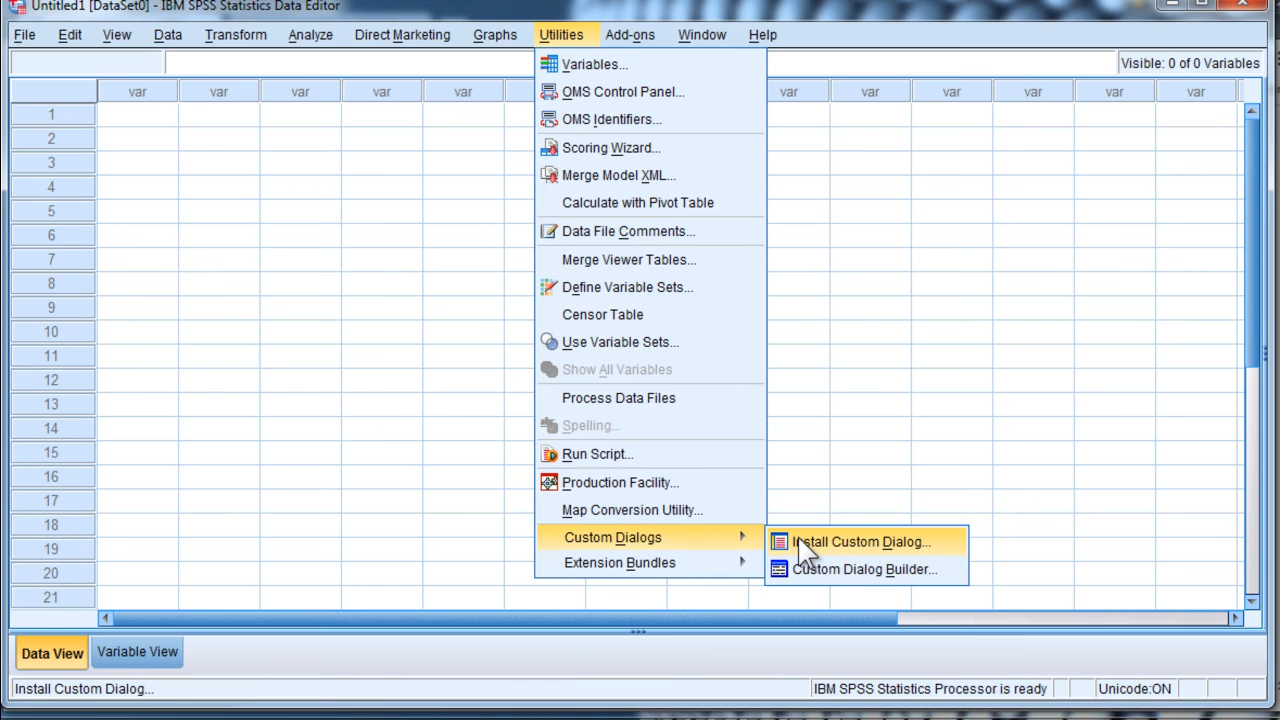 Untitled1 [DataSet0] - IBM SPSS Statistics Data Editor
File Edit View Data Transform Analyze Direct Marketing Graphs Utilities Add-ons Window Help
Visible: 0 of 0 Variables
var var var var var var var var var var var
1
2
3
4
5
6
7
8
9
10
11
12
13
14
15
16
17
18
19
20
21
Variables...
OMS Control Panel...
OMS Identifiers...
Scoring Wizard...
Merge Model XML...
Calculate with Pivot Table
Data File Comments...
Merge Viewer Tables...
Define Variable Sets...
Censor Table
Use Variable Sets...
Show All Variables
Process Data Files
Spelling...
Run Script...
Production Facility...
Map Conversion Utility...
Custom Dialogs
Extension Bundles
Install Custom Dialog...
Custom Dialog Builder...
Data View Variable View
Install Custom Dialog... IBM SPSS Statistics Processor is ready Unicode:ON